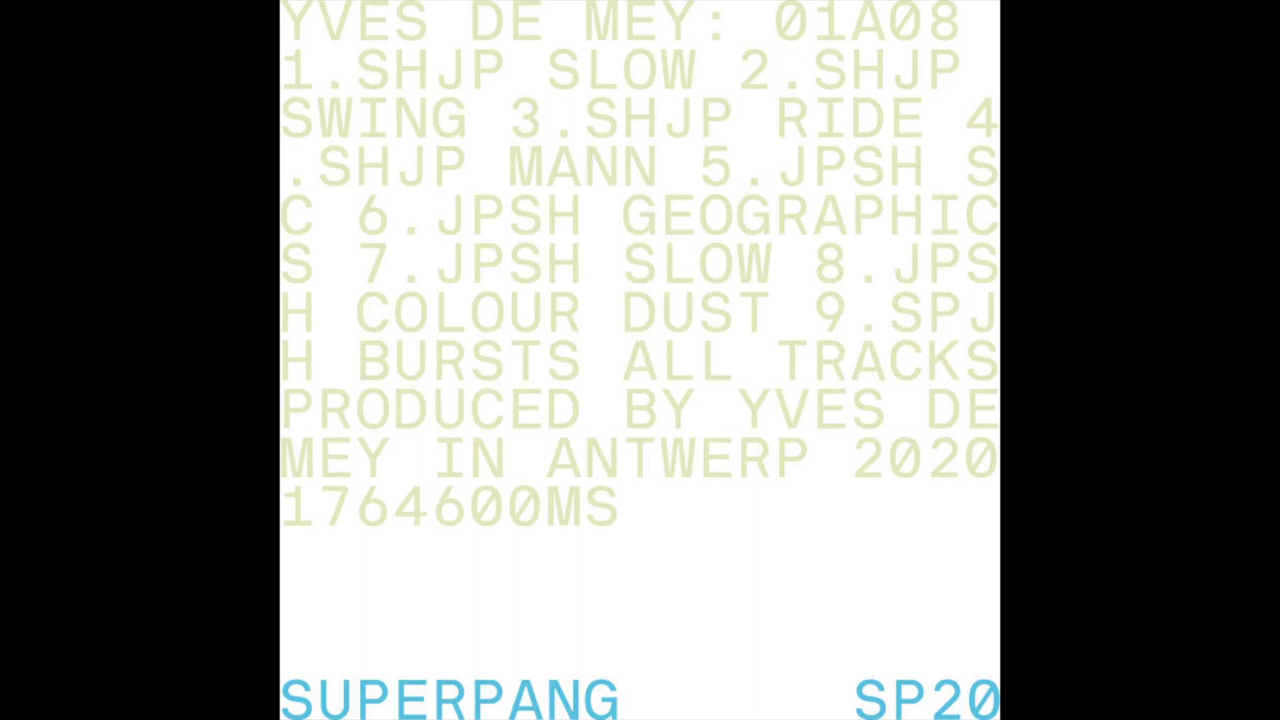 YVES DE MEY: 01A08
1.SHJP SLOW 2.SHJP
SWING 3.SHJP RIDE 4
.SHJP MANN 5.JPSH S
C 6.JPSH GEOGRAPHIC
S 7.JPSH SLOW 8.JPS
H COLOUR DUST 9.SPJ
H BURSTS ALL TRACKS
PRODUCED BY YVES DE
MEY IN ANTWERP 2020
1764600MS
SUPERPANG SP20